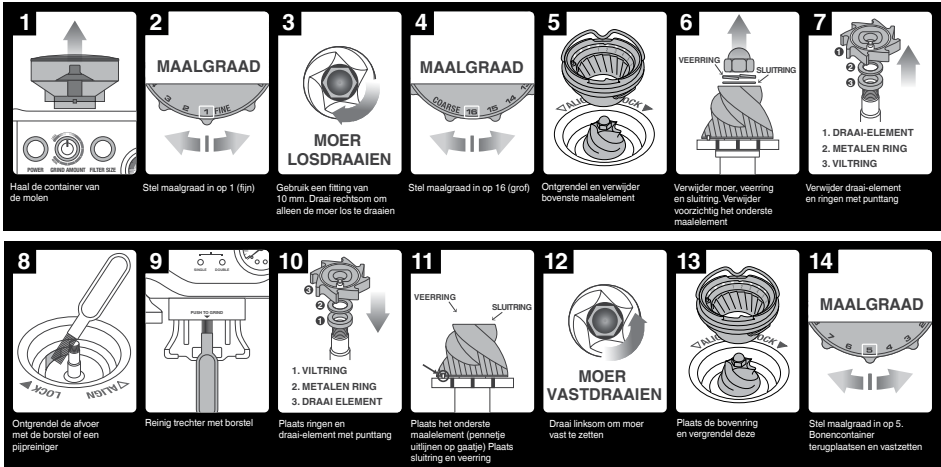 1
POWER GRIND AMOUNT FILTER SIZE
Haal de container van
de molen
2
MAALGRAAD
3 2 1 FINE
Stel maalgraad in op 1 (fijn)
3
MOER
LOSDRAAIEN
Gebruik een fitting van
10 mm. Draai rechtsom om
alleen de moer los te draaien
4
MAALGRAAD
COARSE 16 15 14
Stel maalgraad in op 16 (grof)
5
ALIGN LOCK
Ontgrendel en verwijder
bovenste maalelement
6
VEERRING
SLUITRING
Verwijder moer, veerring
en sluitring. Verwijder
voorzichtig het onderste
maalelement
7
1
2
3
1. DRAAI-ELEMENT
2. METALEN RING
3. VILTRING
Verwijder draai-element
en ringen met punttang
8
LOCK ALIGN
Ontgrendel de afvoer
met de borstel of een
pijpreiniger
9
SINGLE DOUBLE
PUSH TO GRIND
Reinig trechter met borstel
10
3
2
1
1. VILTRING
2. METALEN RING
3. DRAAI ELEMENT
Plaats ringen en
draai-element met punttang
11
VEERRING
SLUITRING
Plaats het onderste
maalelement (pennetje
uitlijnen op gaatje) Plaats
sluitring en veerring
12
MOER
VASTDRAAIEN
Draai linksom om moer
vast te zetten
13
ALIGN LOCK
Plaats de bovenring
en vergrendel deze
14
MAALGRAAD
7 6 5 4 3 2
Stel maalgraad in op 5.
Bonencontainer
terugplaatsen en vastzetten